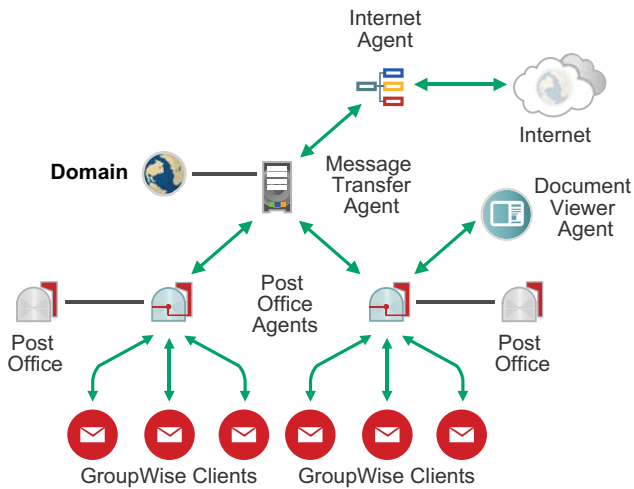 Internet
Agent
Internet
Domain
Message
Transfer
Agent
Document
Viewer
Agent
Post
Office
Agents
Post
Office
Post
Office
GroupWise Clients
GroupWise Clients